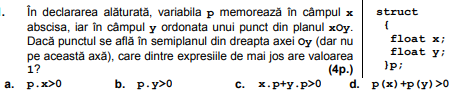 . În declararea alăturată, variabila p memorează în câmpul x
abscisa, iar în câmpul y ordonata unui punct din planul xOy.
Dacă punctul se află în semiplanul din dreapta axei Oy (dar nu
pe această axă), care dintre expresiile de mai jos are valoarea
1? (4p.)
struct
{
float x;
float y;
}p;
a. p.x>0 b. p.y>0 c. x.p+y.p>0 d. p(x)+p(y)>0